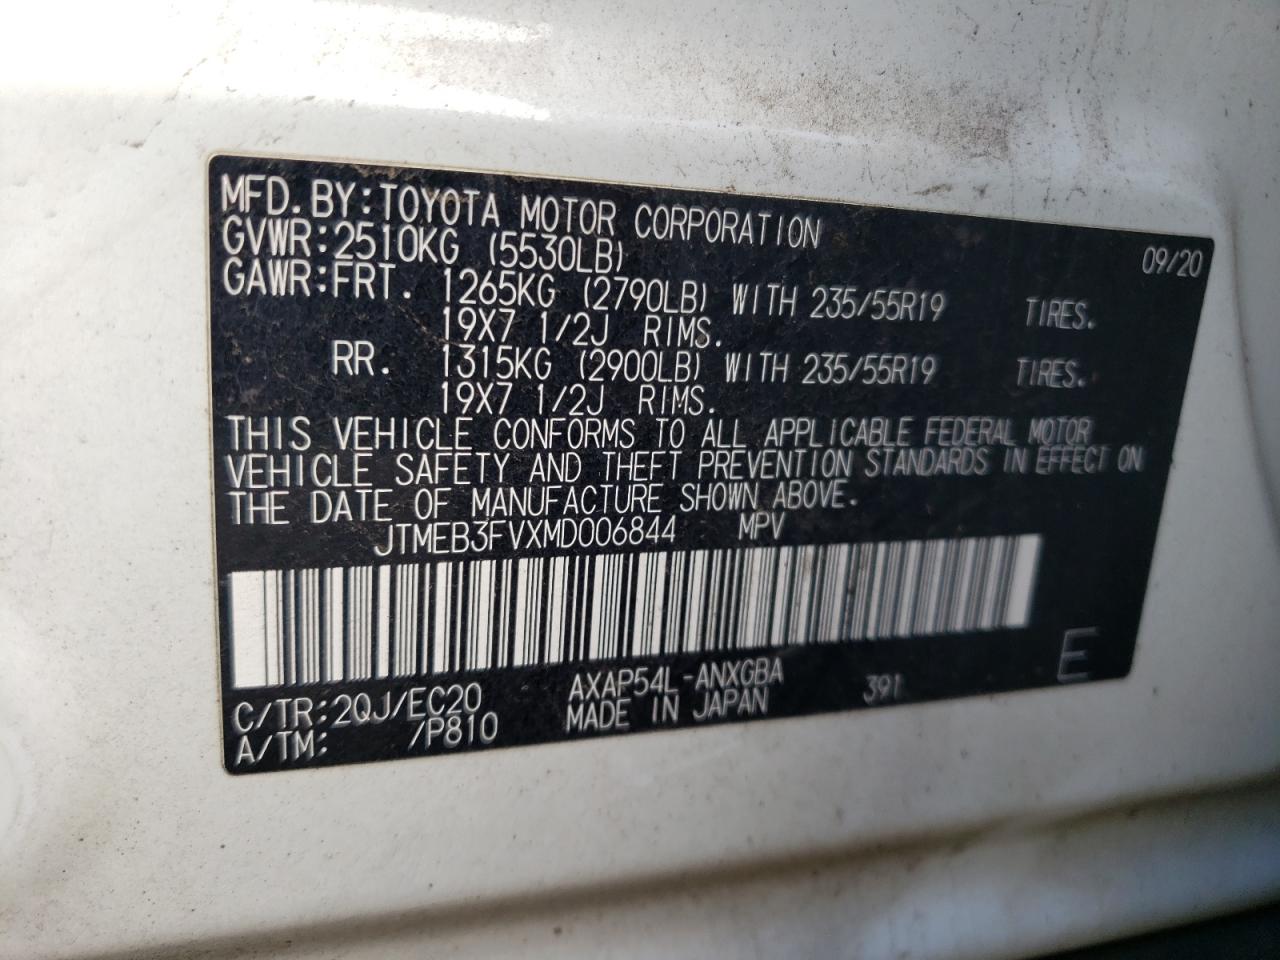 MFD. BY: TOYOTA MOTOR CORPORATION 09/20
GVWR: 2510KG (5530LB)
GAWR: FRT. 1265KG (2790LB) WITH 235/55R19 TIRES.
19X7 1/2J RIMS.
RR. 1315KG (2900LB) WITH 235/55R19 TIRES.
19X7 1/2J RIMS.
THIS VEHICLE CONFORMS TO ALL APPLICABLE FEDERAL MOTOR
VEHICLE SAFETY AND THEFT PREVENTION STANDARDS IN EFFECT ON
THE DATE OF MANUFACTURE SHOWN ABOVE.
JTMEB3FVXMD006844 MPV
E
C/TR: 2QJ/EC20 AXAP54L-ANXGBA 391
A/TM: /P810 MADE IN JAPAN